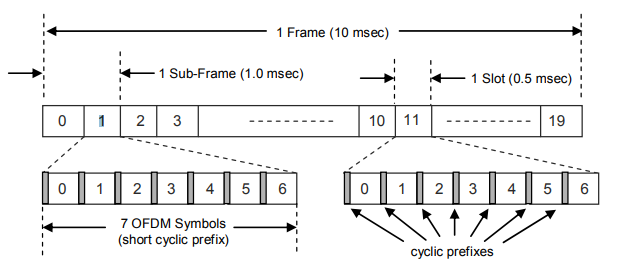 1 Frame (10 msec)
1 Sub-Frame (1.0 msec)
1 Slot (0.5 msec)
0 1 2 3 10 11 19
0 1 2 3 4 5 6
0 1 2 3 4 5 6
7 OFDM Symbols
(short cyclic prefix)
cyclic prefixes